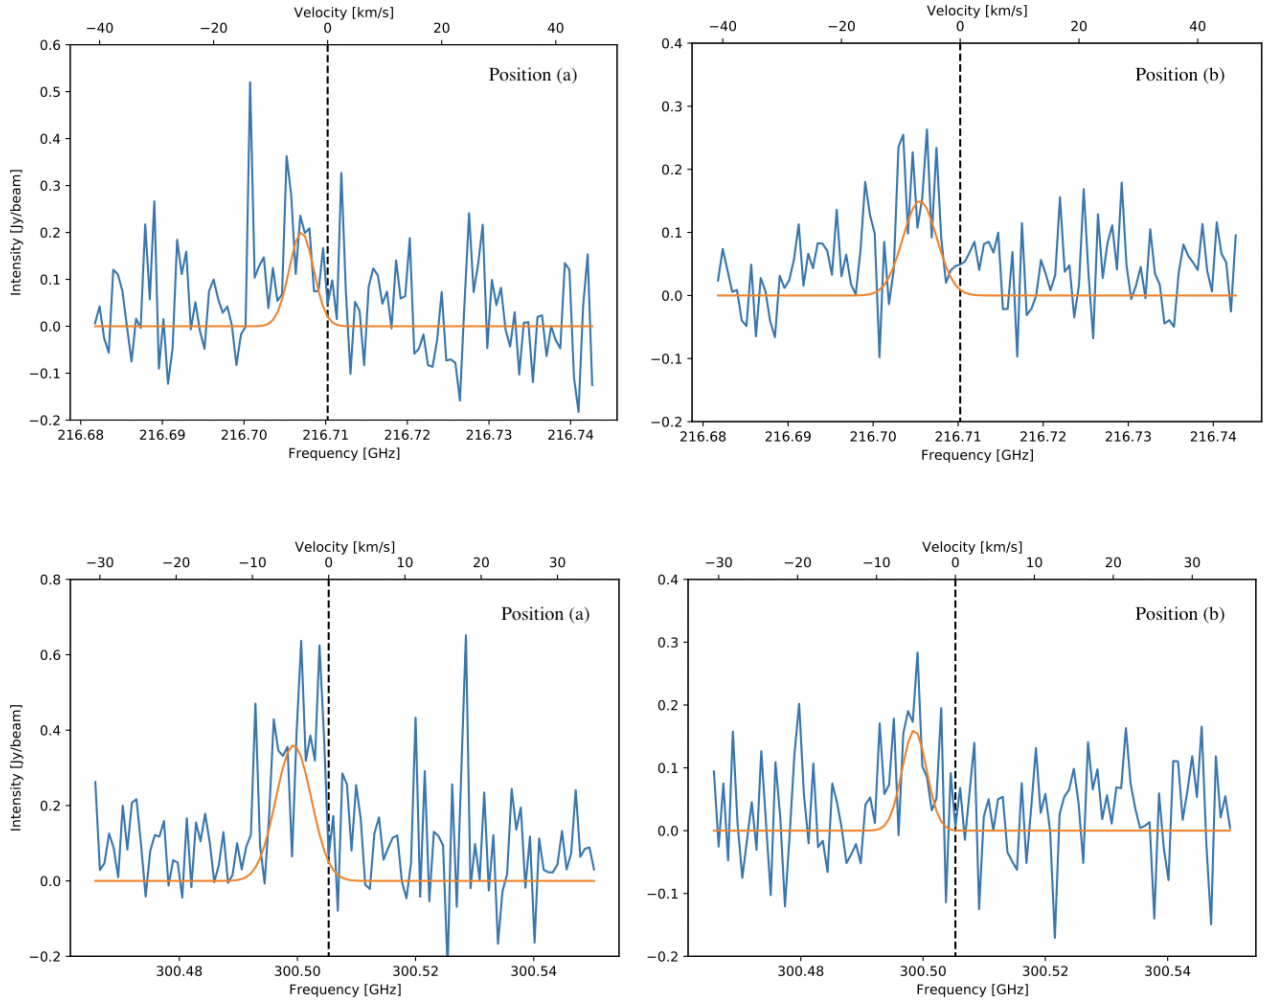 Velocity [km/s]
−40 −20 0 20 40
0.6
0.5
0.4
0.3
0.2
0.1
0.0
−0.1
−0.2
Intensity [Jy/beam]
Position (a)
216.68 216.69 216.70 216.71 216.72 216.73 216.74
Frequency [GHz]
Velocity [km/s]
−40 −20 0 20 40
0.4
0.3
0.2
0.1
0.0
−0.1
−0.2
Position (b)
216.68 216.69 216.70 216.71 216.72 216.73 216.74
Frequency [GHz]
Velocity [km/s]
−30 −20 −10 0 10 20 30
0.8
0.6
0.4
0.2
0.0
−0.2
Intensity [Jy/beam]
Position (a)
300.48 300.50 300.52 300.54
Frequency [GHz]
Velocity [km/s]
−30 −20 −10 0 10 20 30
0.4
0.3
0.2
0.1
0.0
−0.1
−0.2
Position (b)
300.48 300.50 300.52 300.54
Frequency [GHz]